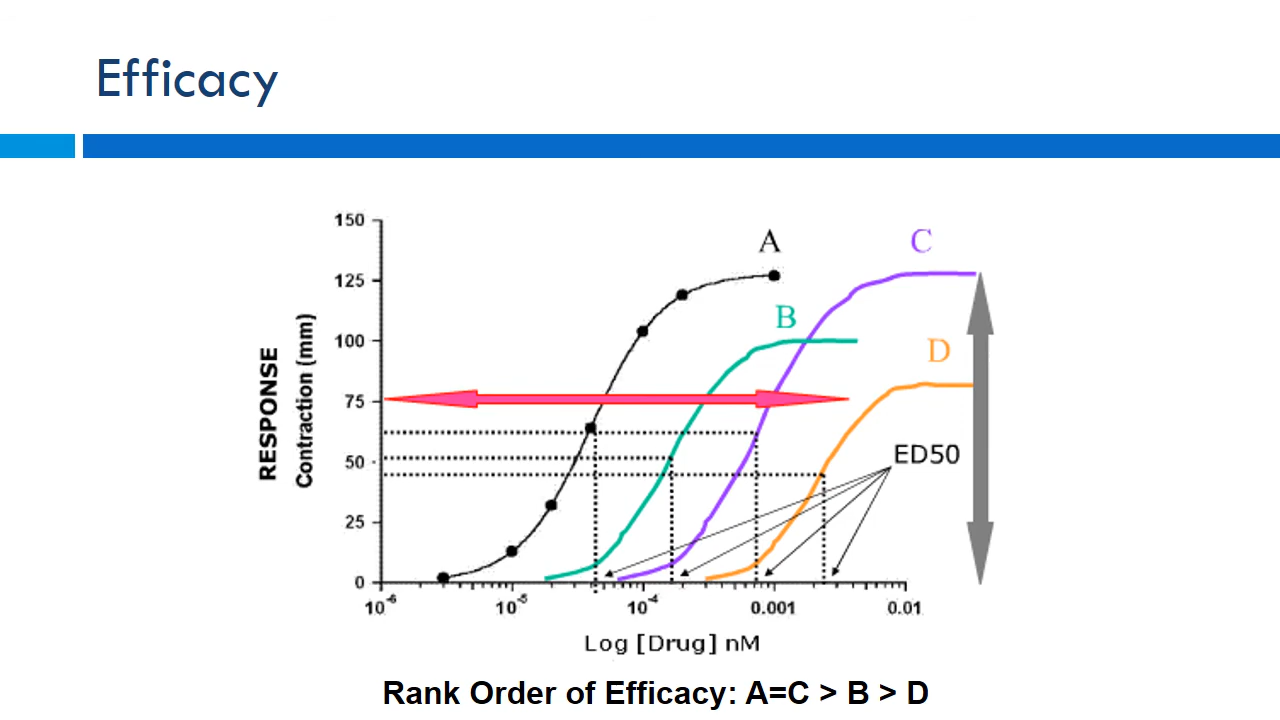 Efficacy
150
125
100
75
50
25
0
RESPONSE
Contraction (mm)
A
B
C
D
ED50
10-6
10-5
10-4
0.001
0.01
Log [Drug] nM
Rank Order of Efficacy: A=C > B > D